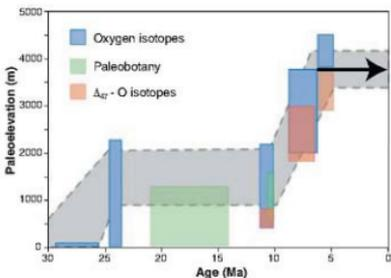 5000
4000
3000
2000
1000
0
Paleoelevation (m)
Oxygen isotopes
Paleobotany
Δ47 - O isotopes
30
25
20
15
10
5
0
Age (Ma)